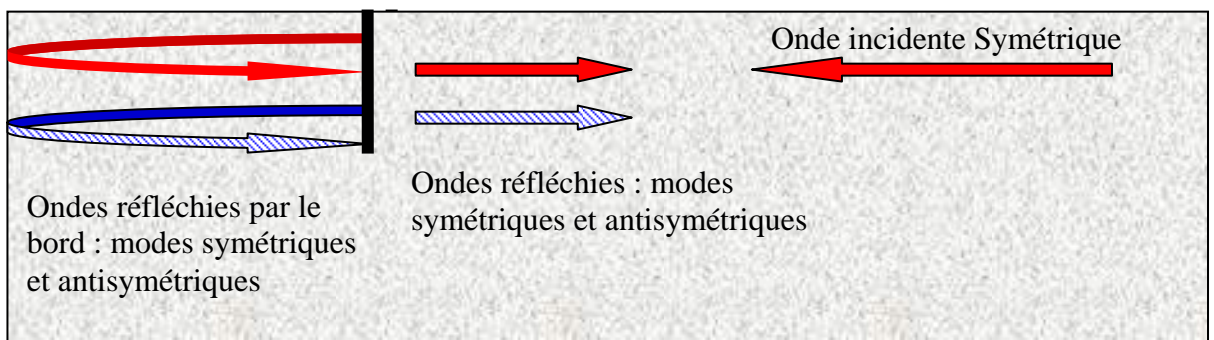 Onde incidente Symétrique
Ondes réfléchies : modes
symétriques et antisymétriques
Ondes réfléchies par le
bord : modes symétriques
et antisymétriques